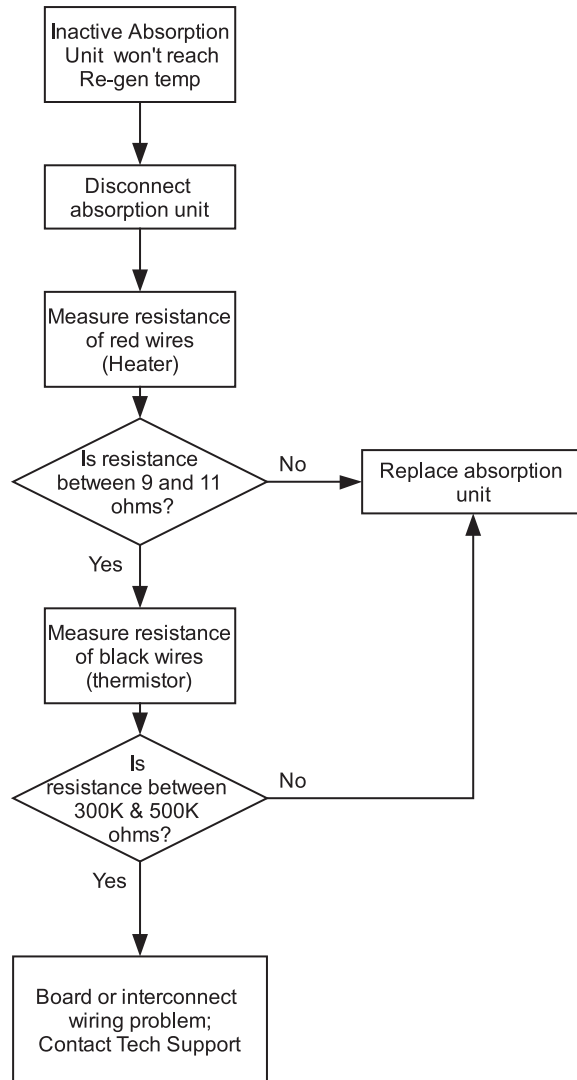 Inactive Absorption
Unit won't reach
Re-gen temp
Disconnect
absorption unit
Measure resistance
of red wires
(Heater)
Is resistance
between 9 and 11
ohms?
No
Replace absorption
unit
Yes
Measure resistance
of black wires
(thermistor)
Is
resistance between
300K & 500K
ohms?
No
Yes
Board or interconnect
wiring problem;
Contact Tech Support